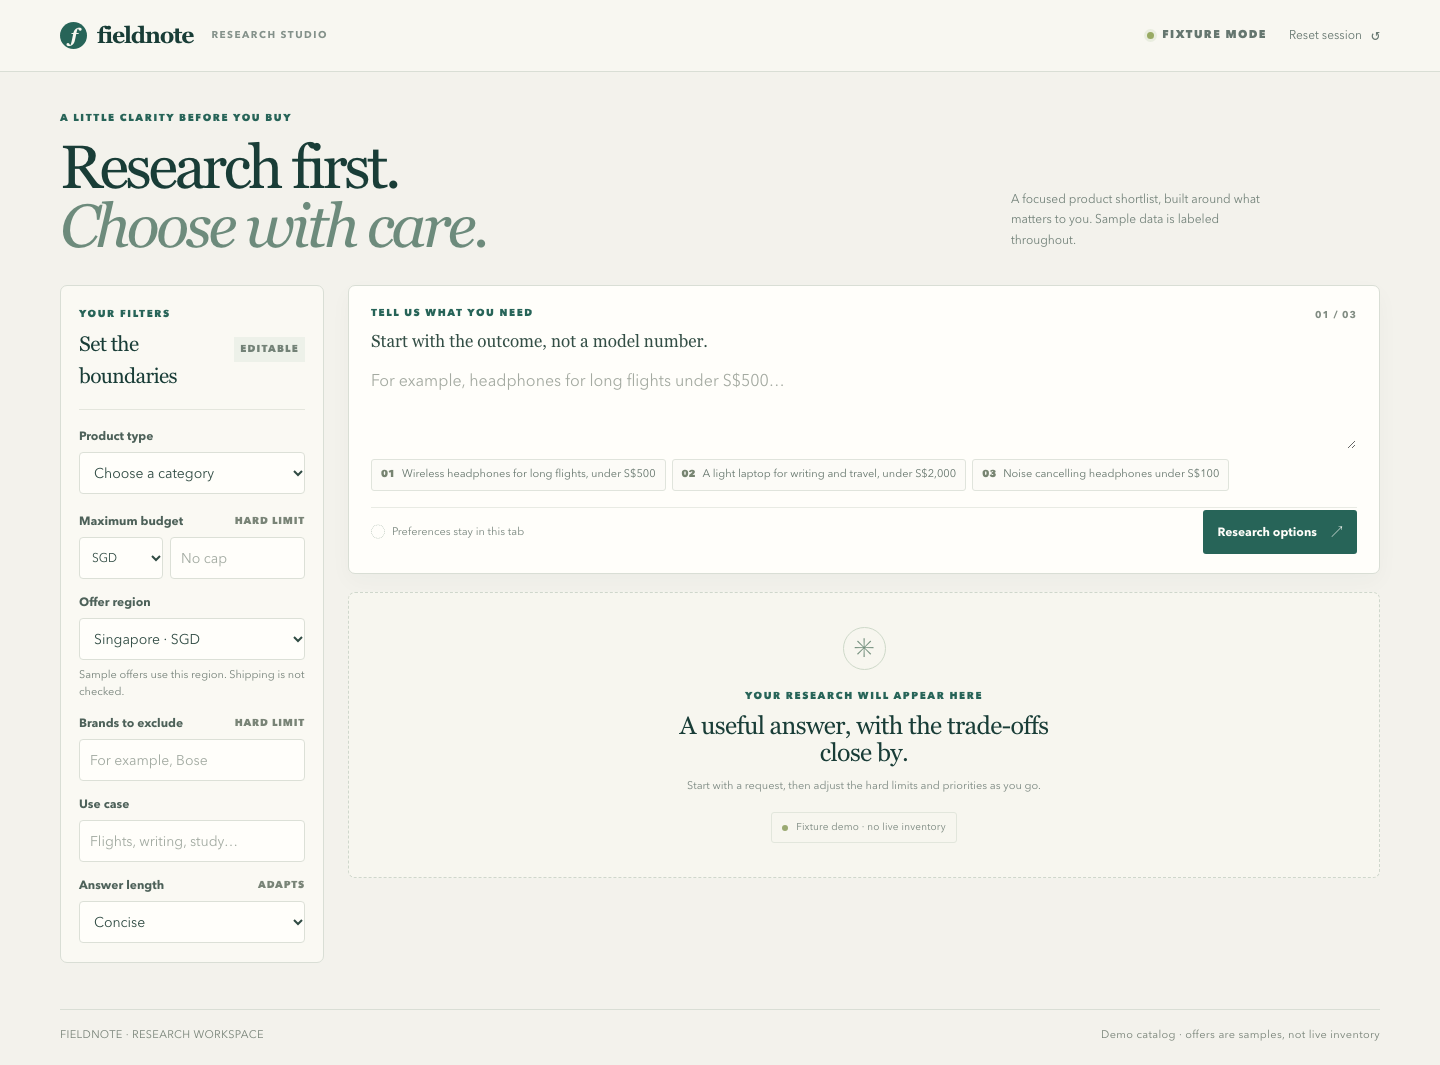 fieldnote
RESEARCH STUDIO
FIXTURE MODE
Reset session ↺
A LITTLE CLARITY BEFORE YOU BUY
Research first.
Choose with care.
A focused product shortlist, built around what
matters to you. Sample data is labeled
throughout.
YOUR FILTERS
Set the
boundaries
EDITABLE
Product type
Choose a category
Maximum budget
HARD LIMIT
SGD
No cap
Offer region
Singapore · SGD
Sample offers use this region. Shipping is not
checked.
Brands to exclude
HARD LIMIT
For example, Bose
Use case
Flights, writing, study…
Answer length
ADAPTS
Concise
TELL US WHAT YOU NEED
01 / 03
Start with the outcome, not a model number.
For example, headphones for long flights under S$500…
01 Wireless headphones for long flights, under S$500
02 A light laptop for writing and travel, under S$2,000
03 Noise cancelling headphones under S$100
Preferences stay in this tab
Research options ↗
YOUR RESEARCH WILL APPEAR HERE
A useful answer, with the trade-offs
close by.
Start with a request, then adjust the hard limits and priorities as you go.
Fixture demo · no live inventory
FIELDNOTE · RESEARCH WORKSPACE
Demo catalog · offers are samples, not live inventory